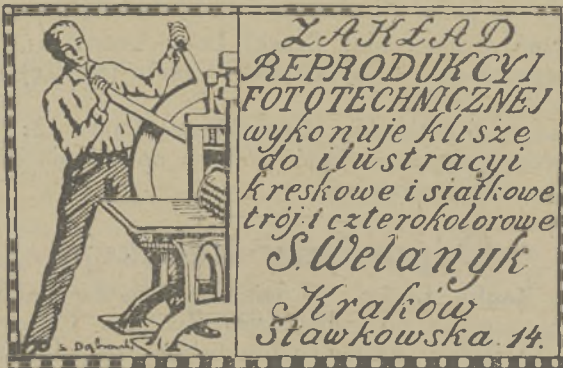 ZAKŁAD
REPRODUKCYI
FOTOTECHNICZNEJ
wykonuje klisze
do ilustracyi
kreskowe i siatkowe
trój i czterokolorowe
S. Welanyk
Kraków
Sławkowska 14.